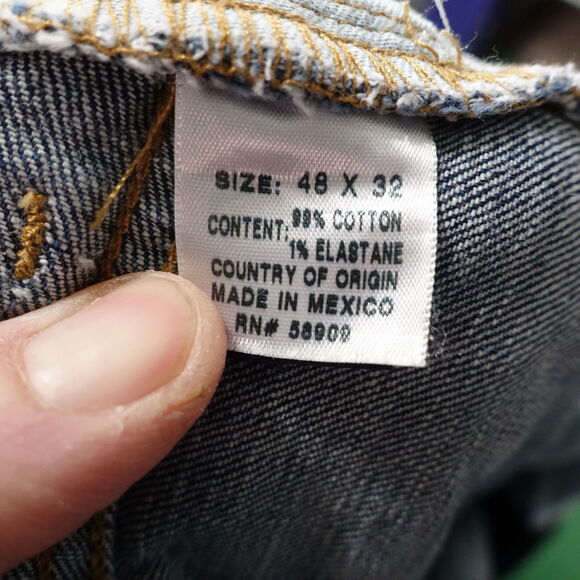 SIZE: 48 X 32
CONTENT: 99% COTTON
1% ELASTANE
COUNTRY OF ORIGIN
MADE IN MEXICO
RN# 58909